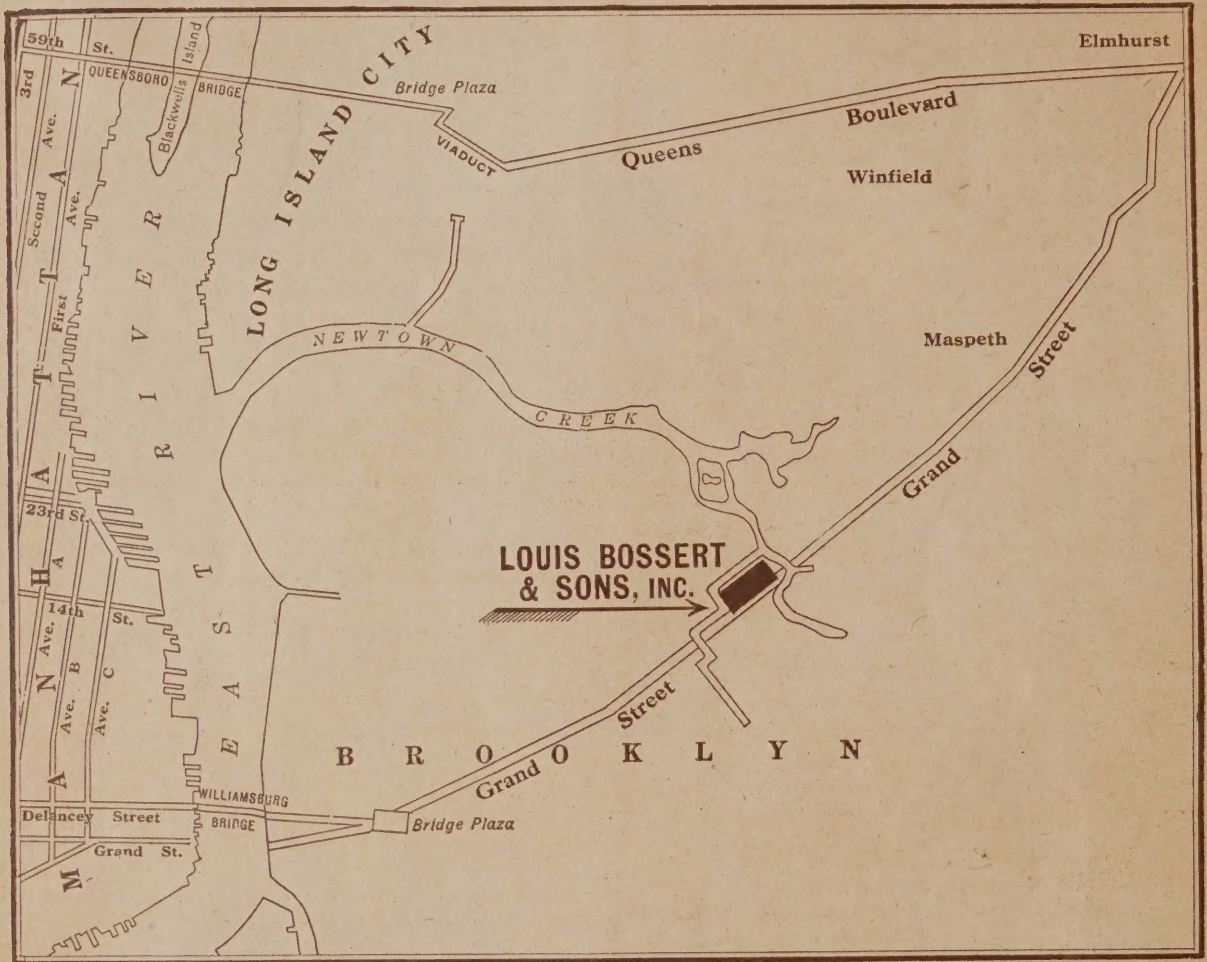 59th St.
3rd Ave.
Second Ave.
First Ave.
QUEENSBORO BRIDGE
Blackwells Island
LONG ISLAND CITY
Bridge Plaza
VIADUCT
Queens Boulevard
Elmhurst
Winfield
Maspeth
Grand Street
NEWTOWN CREEK
EAST RIVER
MANHATTAN
23rd St.
14th St.
Ave. A
Ave. B
Ave. C
LOUIS BOSSERT
& SONS, INC.
Grand Street
BROOKLYN
WILLIAMSBURG
BRIDGE
Bridge Plaza
Delancey Street
Grand St.